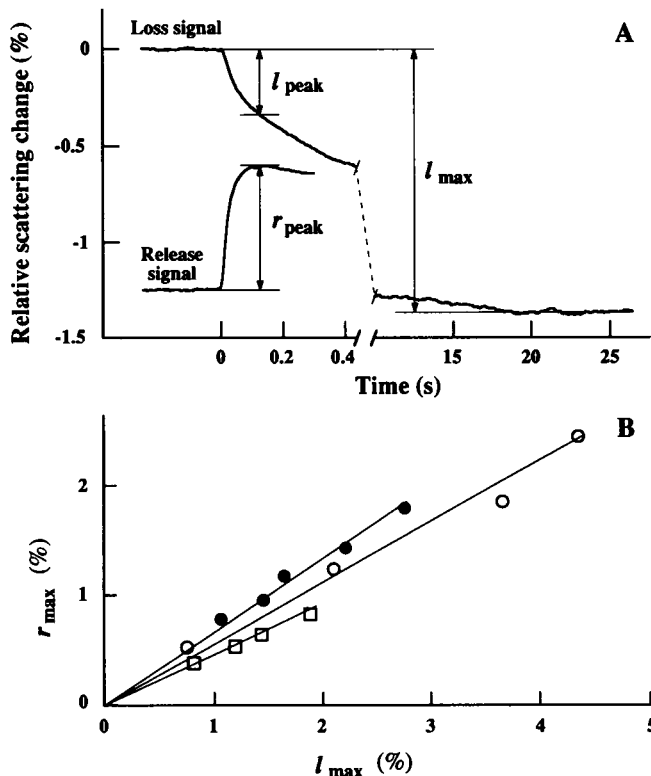 A
Relative scattering change (%)
Loss signal
l peak
l max
r peak
Release signal
0
-0.5
-1
-1.5
0 0.2 0.4 15 20 25
Time (s)
B
r max (%)
2
1
0
0 1 2 3 4 5
l max (%)